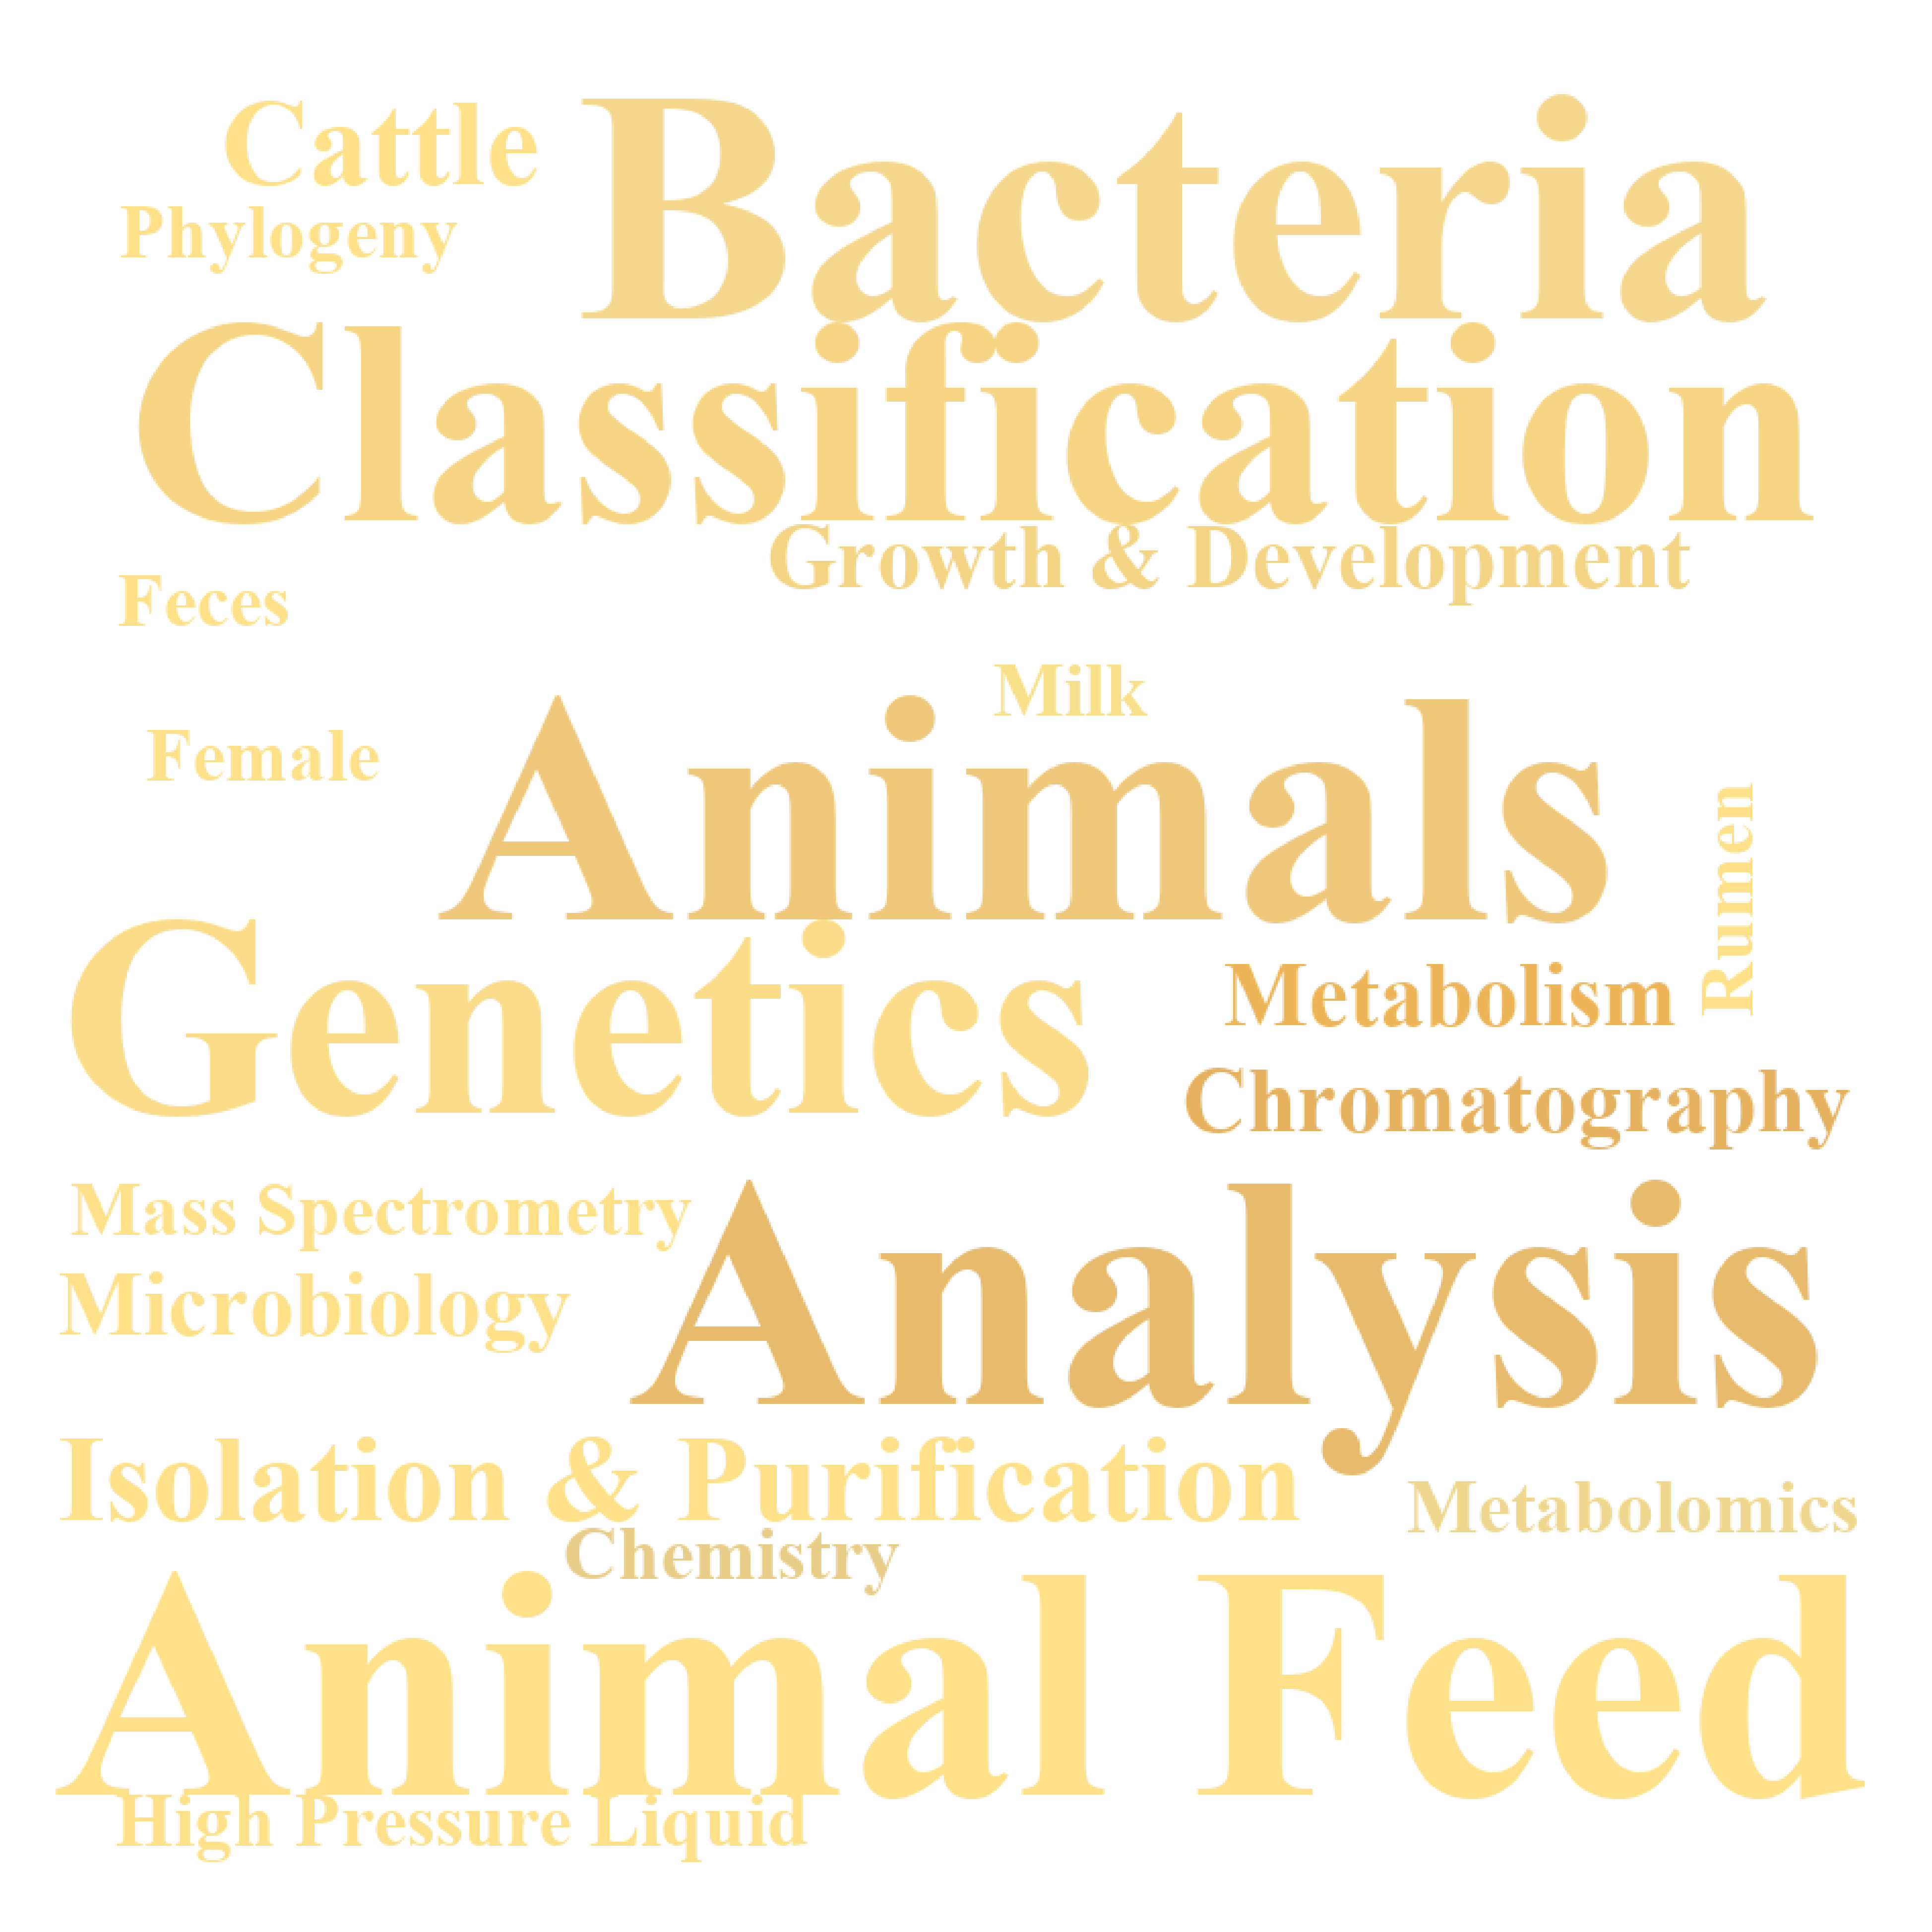 Cattle
Bacteria
Phylogeny
Classification
Growth & Development
Feces
Milk
Female
Animals
Rumen
Genetics
Metabolism
Chromatography
Mass Spectrometry
Analysis
Microbiology
Isolation & Purification
Metabolomics
Chemistry
Animal Feed
High Pressure Liquid